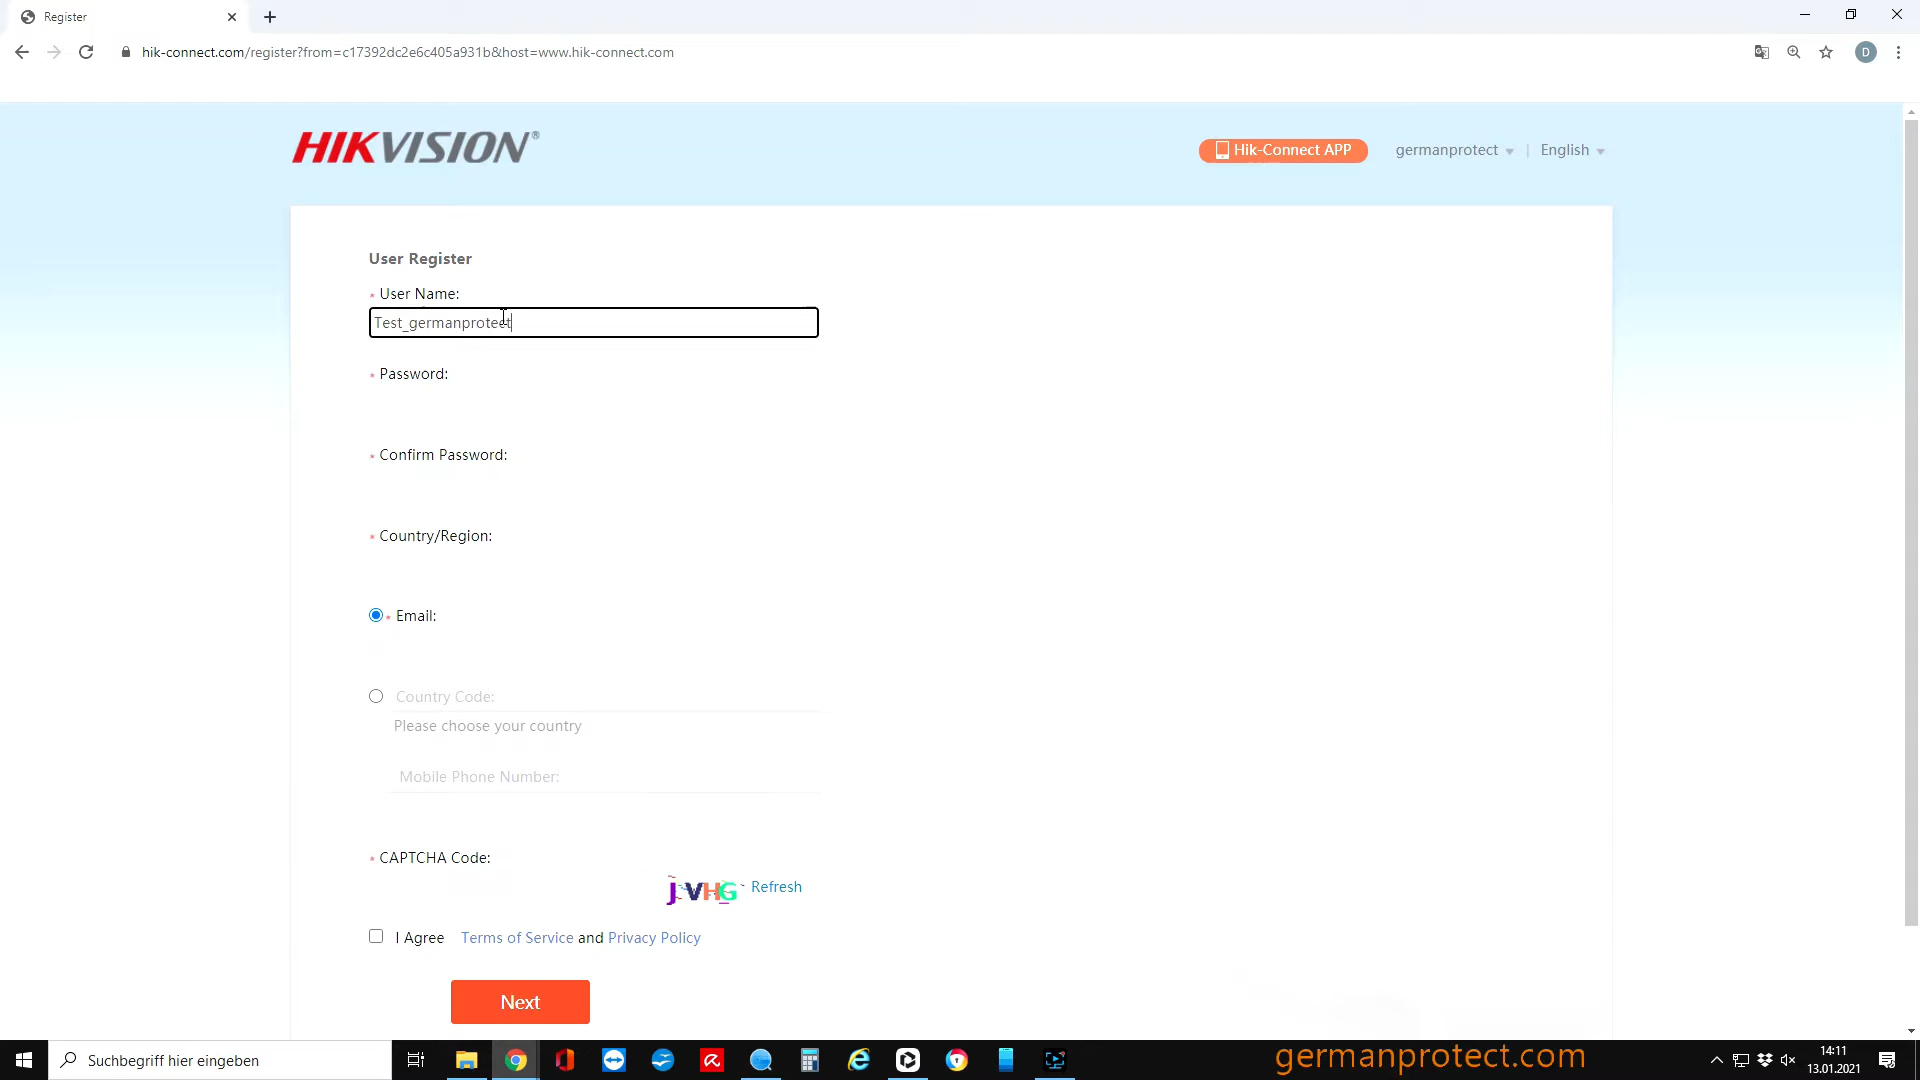 Register
hik-connect.com/register?from=c17392dc2e6c405a931b&host=www.hik-connect.com
D
HIKVISION®
Hik-Connect APP
germanprotect | English
User Register
* User Name:
Test_germanprotect
* Password:
* Confirm Password:
* Country/Region:
* Email:
Country Code:
Please choose your country
Mobile Phone Number:
* CAPTCHA Code:
J VHG Refresh
I Agree Terms of Service and Privacy Policy
Next
Suchbegriff hier eingeben
germanprotect.com
14:11
13.01.2021